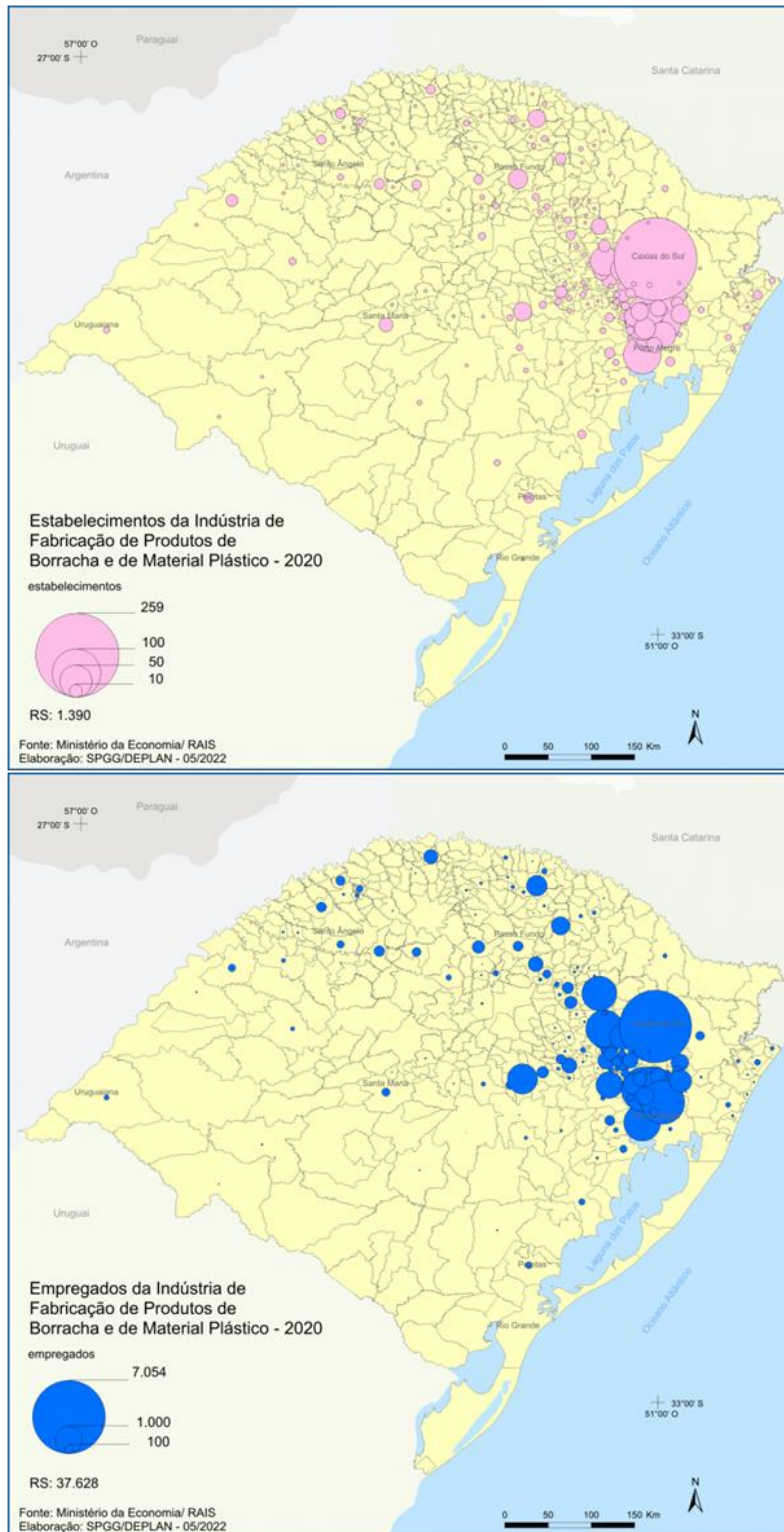 57°00' O
27°00' S
Paraguai
Santa Catarina
Argentina
Santo Ângelo
Passo Fundo
Caxias do Sul
Uruguaiana
Santa Maria
Porto Alegre
Uruguai
Laguna dos Patos
Pelotas
Oceano Atlântico
Rio Grande
Estabelecimentos da Indústria de
Fabricação de Produtos de
Borracha e de Material Plástico - 2020
estabelecimentos
259
100
50
10
33°00' S
51°00' O
RS: 1.390
N
Fonte: Ministério da Economia/ RAIS
Elaboração: SPGG/DEPLAN - 05/2022
0 50 100 150 Km
57°00' O
27°00' S
Paraguai
Santa Catarina
Argentina
Santo Ângelo
Passo Fundo
Uruguaiana
Santa Maria
Uruguai
Laguna dos Patos
Pelotas
Oceano Atlântico
Rio Grande
Empregados da Indústria de
Fabricação de Produtos de
Borracha e de Material Plástico - 2020
empregados
7.054
1.000
100
33°00' S
51°00' O
RS: 37.628
N
Fonte: Ministério da Economia/ RAIS
Elaboração: SPGG/DEPLAN - 05/2022
0 50 100 150 Km